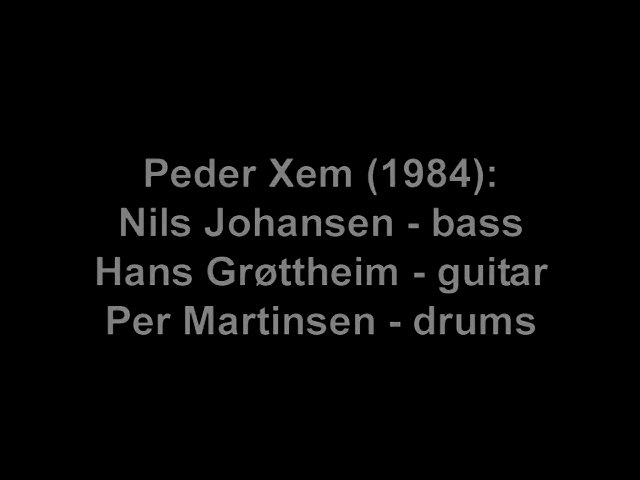 Peder Xem (1984):
Nils Johansen - bass
Hans Grøttheim - guitar
Per Martinsen - drums